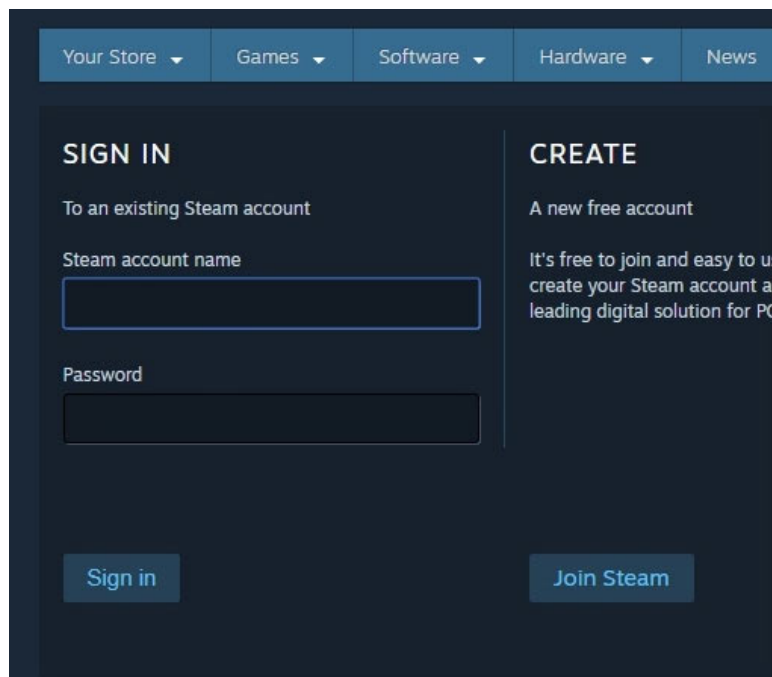 Your Store Games Software Hardware News
SIGN IN
To an existing Steam account
Steam account name
Password
Sign in
CREATE
A new free account
It's free to join and easy to
create your Steam account
leading digital solution for
Join Steam